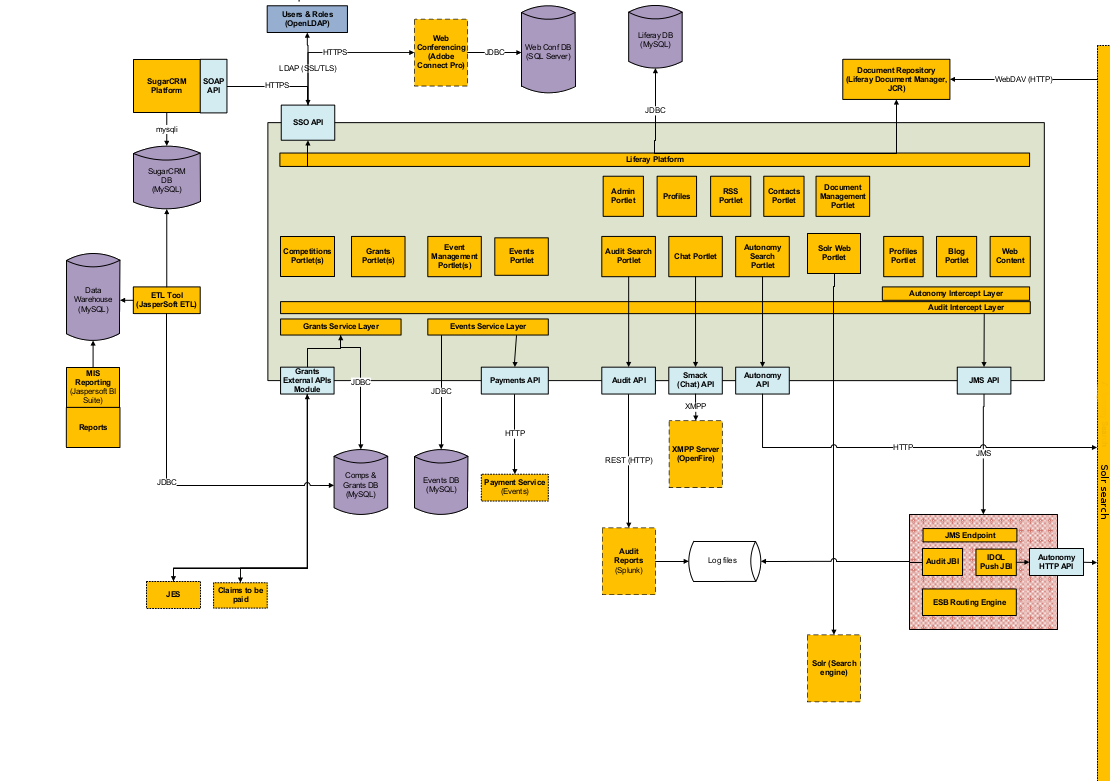 Users & Roles
(OpenLDAP)
Web
Conferencing
(Adobe
Connect Pro)
Web Conf DB
(SQL Server)
Liferay DB
(MySQL)
Document Repository
(Liferay Document Manager,
JCR)
HTTPS
JDBC
LDAP (SSL/TLS)
WebDAV (HTTP)
SugarCRM
Platform
SOAP
API
HTTPS
JDBC
SSO API
mysqli
Liferay Platform
SugarCRM
DB
(MySQL)
Admin
Portlet
Profiles
RSS
Portlet
Contacts
Portlet
Document
Management
Portlet
Competitions
Portlet(s)
Grants
Portlet(s)
Event
Management
Portlet(s)
Events
Portlet
Audit Search
Portlet
Chat Portlet
Autonomy
Search
Portlet
Solr Web
Portlet
Profiles
Portlet
Blog
Portlet
Web
Content
Data
Warehouse
(MySQL)
ETL Tool
(JasperSoft ETL)
Autonomy Intercept Layer
Audit Intercept Layer
Grants Service Layer
Events Service Layer
MIS
Reporting
(Jaspersoft BI
Suite)
Reports
Grants
External APIs
Module
JDBC
JDBC
Payments API
Audit API
Smack
(Chat) API
Autonomy
API
JMS API
XMPP
HTTP
HTTP
JMS
XMPP Server
(OpenFire)
REST (HTTP)
Solr search
JDBC
Comps &
Grants DB
(MySQL)
Events DB
(MySQL)
Payment Service
(Events)
JMS Endpoint
Audit JBI
IDOL
Push JBI
Autonomy
HTTP API
ESB Routing Engine
Audit
Reports
(Splunk)
Log files
JES
Claims to be
paid
Solr (Search
engine)